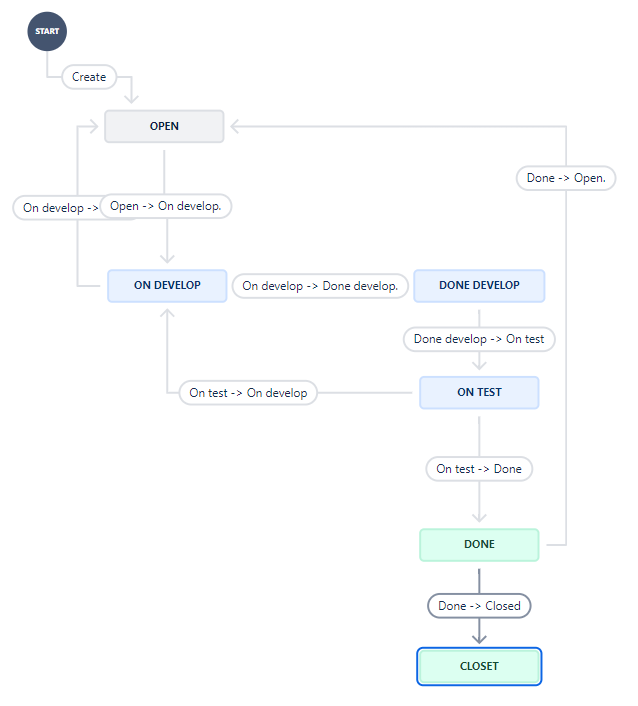 START
Create
OPEN
Done -> Open.
On develop ->
Open -> On develop.
ON DEVELOP
On develop -> Done develop.
DONE DEVELOP
Done develop -> On test
On test -> On develop
ON TEST
On test -> Done
DONE
Done -> Closed
CLOSET